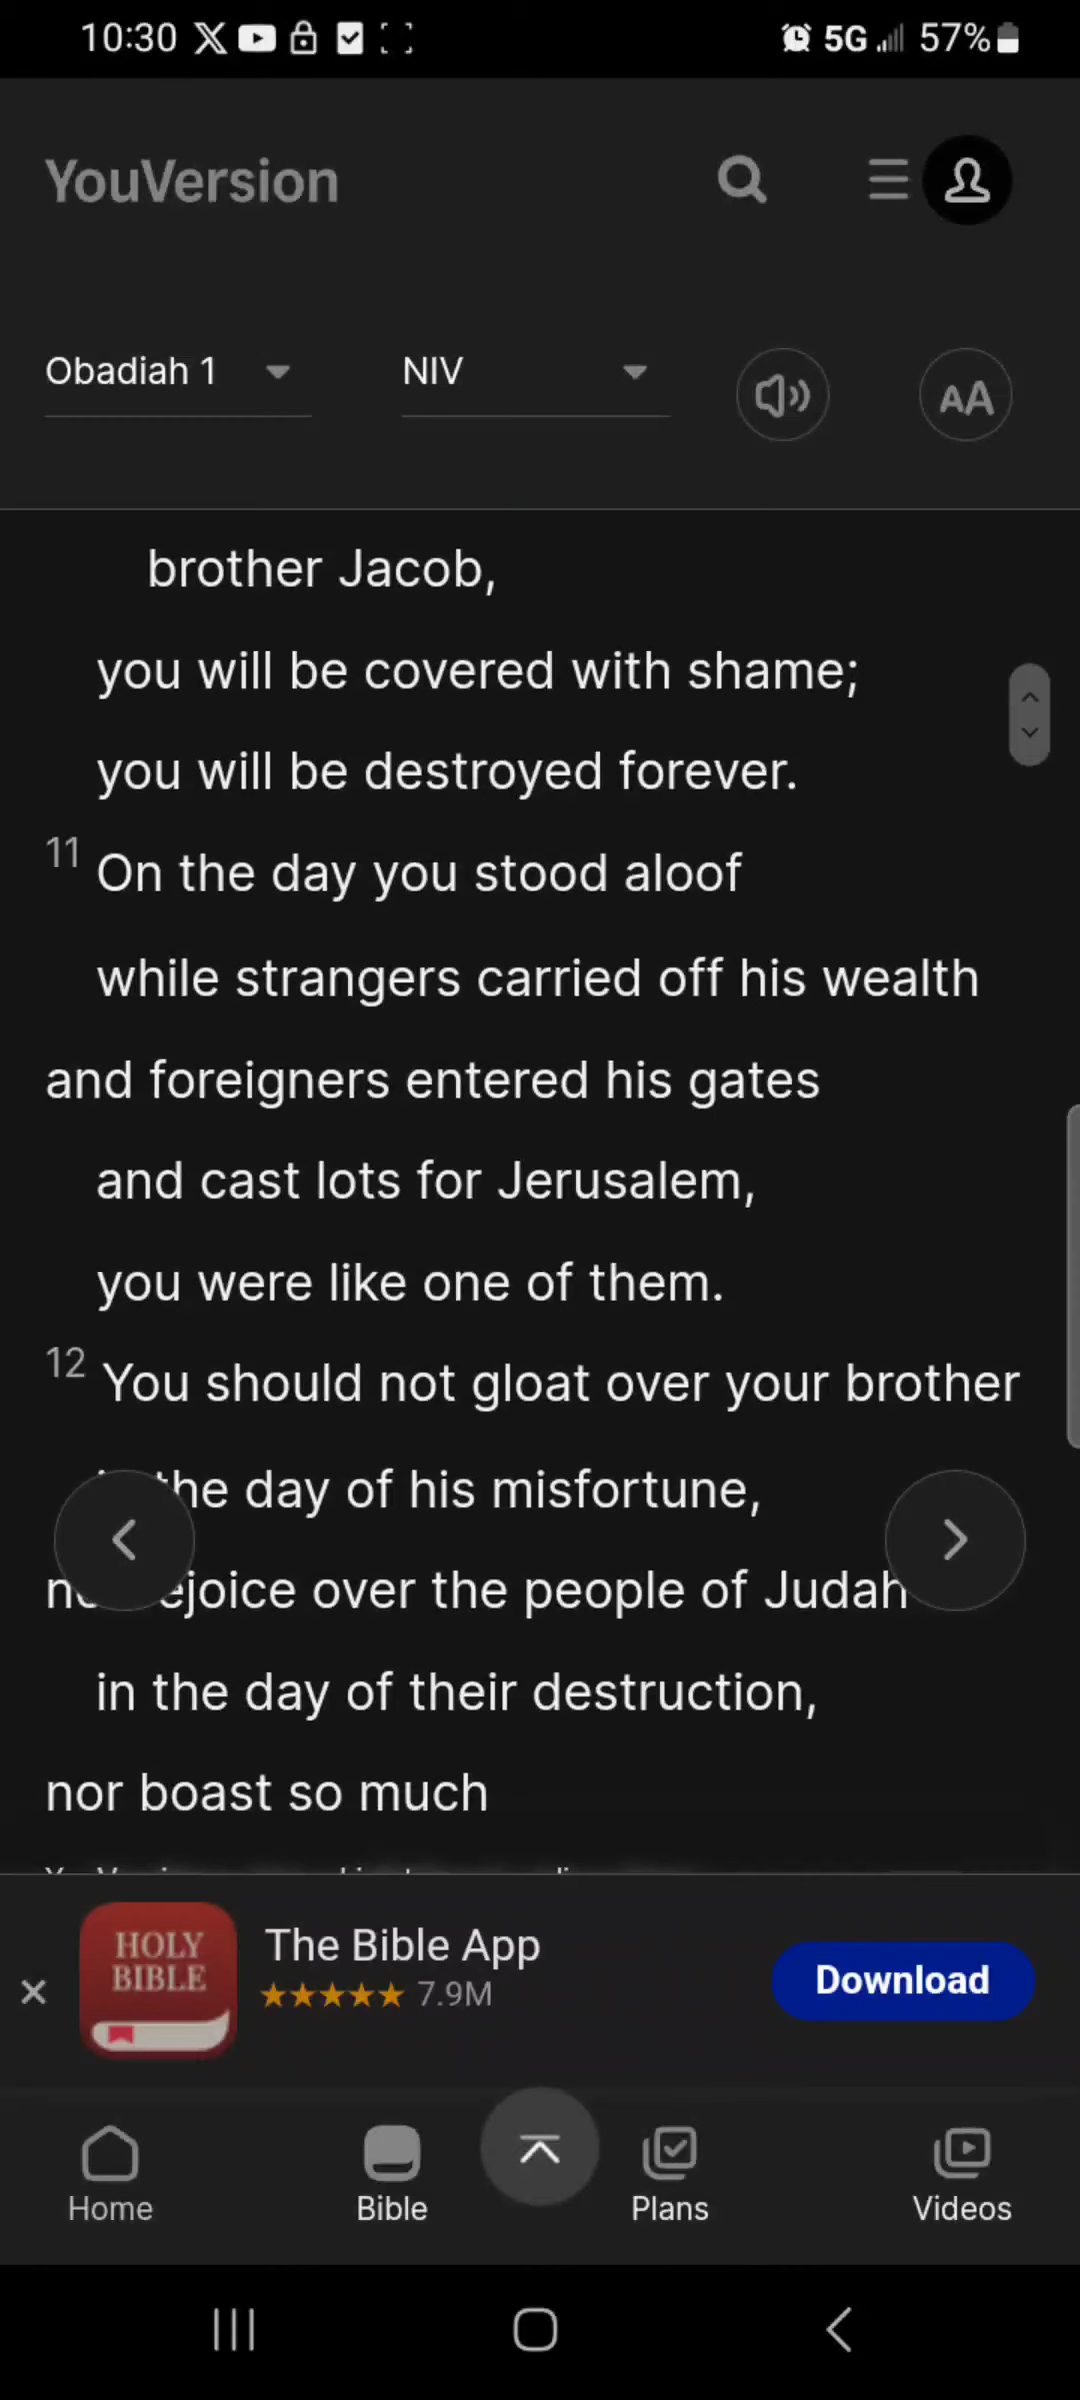 10:30 5G 57%
YouVersion
Obadiah 1 NIV AA
brother Jacob,
you will be covered with shame;
you will be destroyed forever.
11 On the day you stood aloof
while strangers carried off his wealth
and foreigners entered his gates
and cast lots for Jerusalem,
you were like one of them.
12 You should not gloat over your brother
the day of his misfortune,
over the people of Judah
in the day of their destruction,
nor boast so much
HOLY BIBLE
The Bible App
7.9M
Download
Home Bible Plans Videos